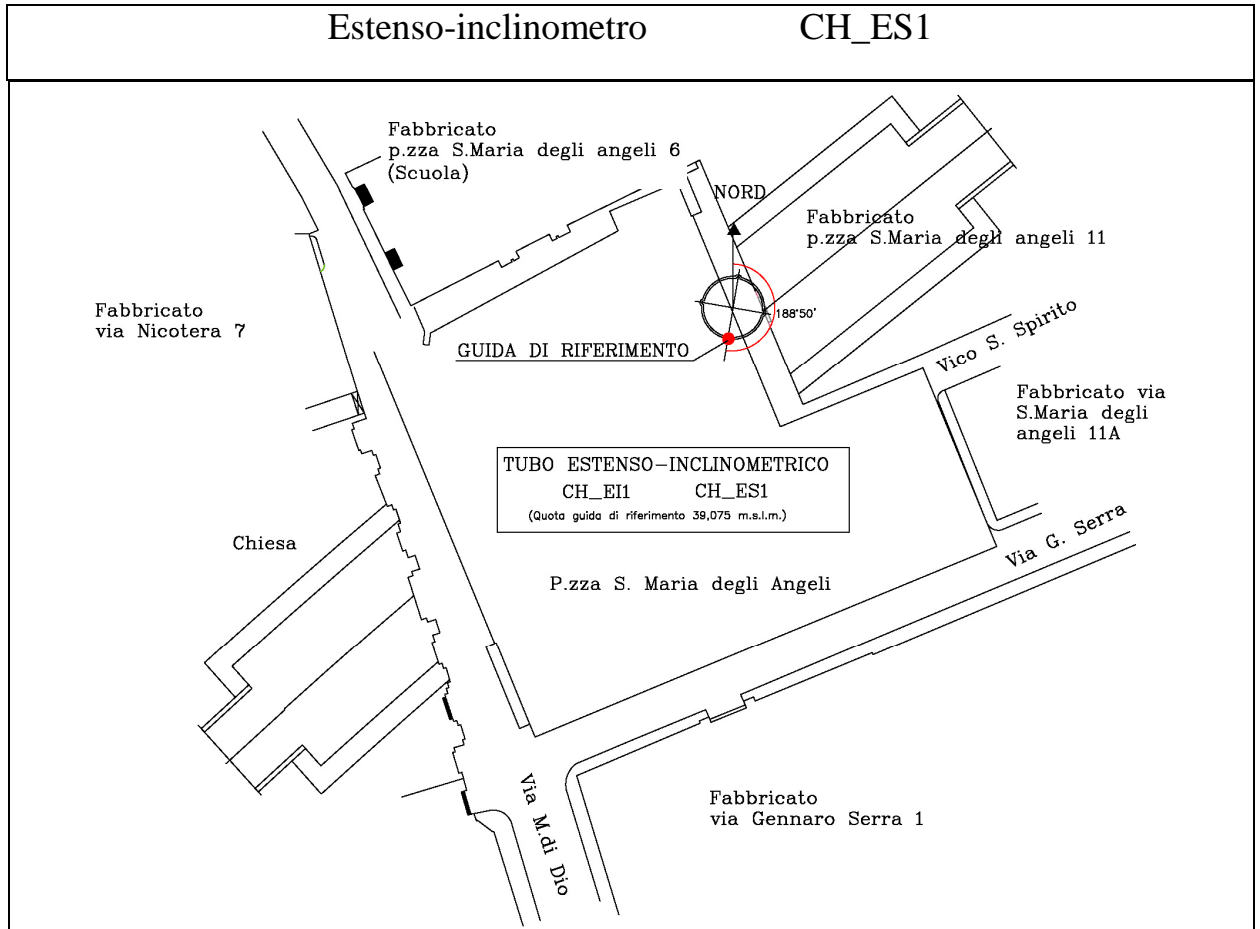 Estenso-inclinometro CH_ES1
Fabbricato
p.zza S.Maria degli angeli 6
(Scuola)
NORD
Fabbricato
p.zza S.Maria degli angeli 11
Fabbricato
via Nicotera 7
188°50'
GUIDA DI RIFERIMENTO
Vico S. Spirito
Fabbricato via
S.Maria degli
angeli 11A
TUBO ESTENSO-INCLINOMETRICO
CH_EI1 CH_ES1
(Quota guida di riferimento 39,075 m.s.l.m.)
Chiesa
Via G. Serra
P.zza S. Maria degli Angeli
Via M.di Dio
Fabbricato
via Gennaro Serra 1